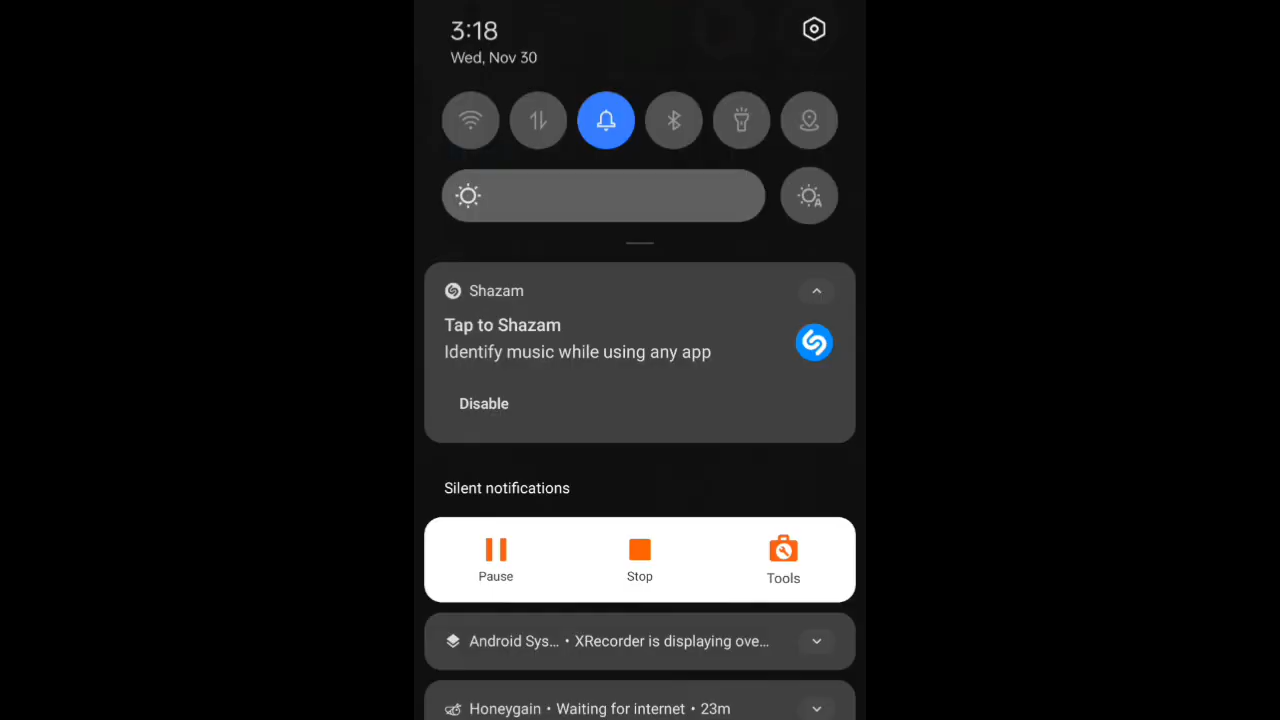 3:18
Wed, Nov 30
A
Shazam
Tap to Shazam
Identify music while using any app
Disable
Silent notifications
Pause Stop Tools
Android Sys... • XRecorder is displaying ove...
Honeygain • Waiting for internet • 23m